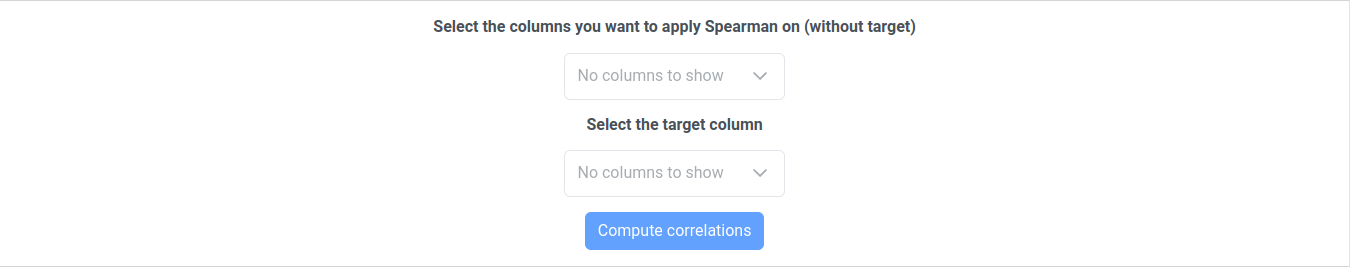 Select the columns you want to apply Spearman on (without target)
No columns to show
Select the target column
No columns to show
Compute correlations